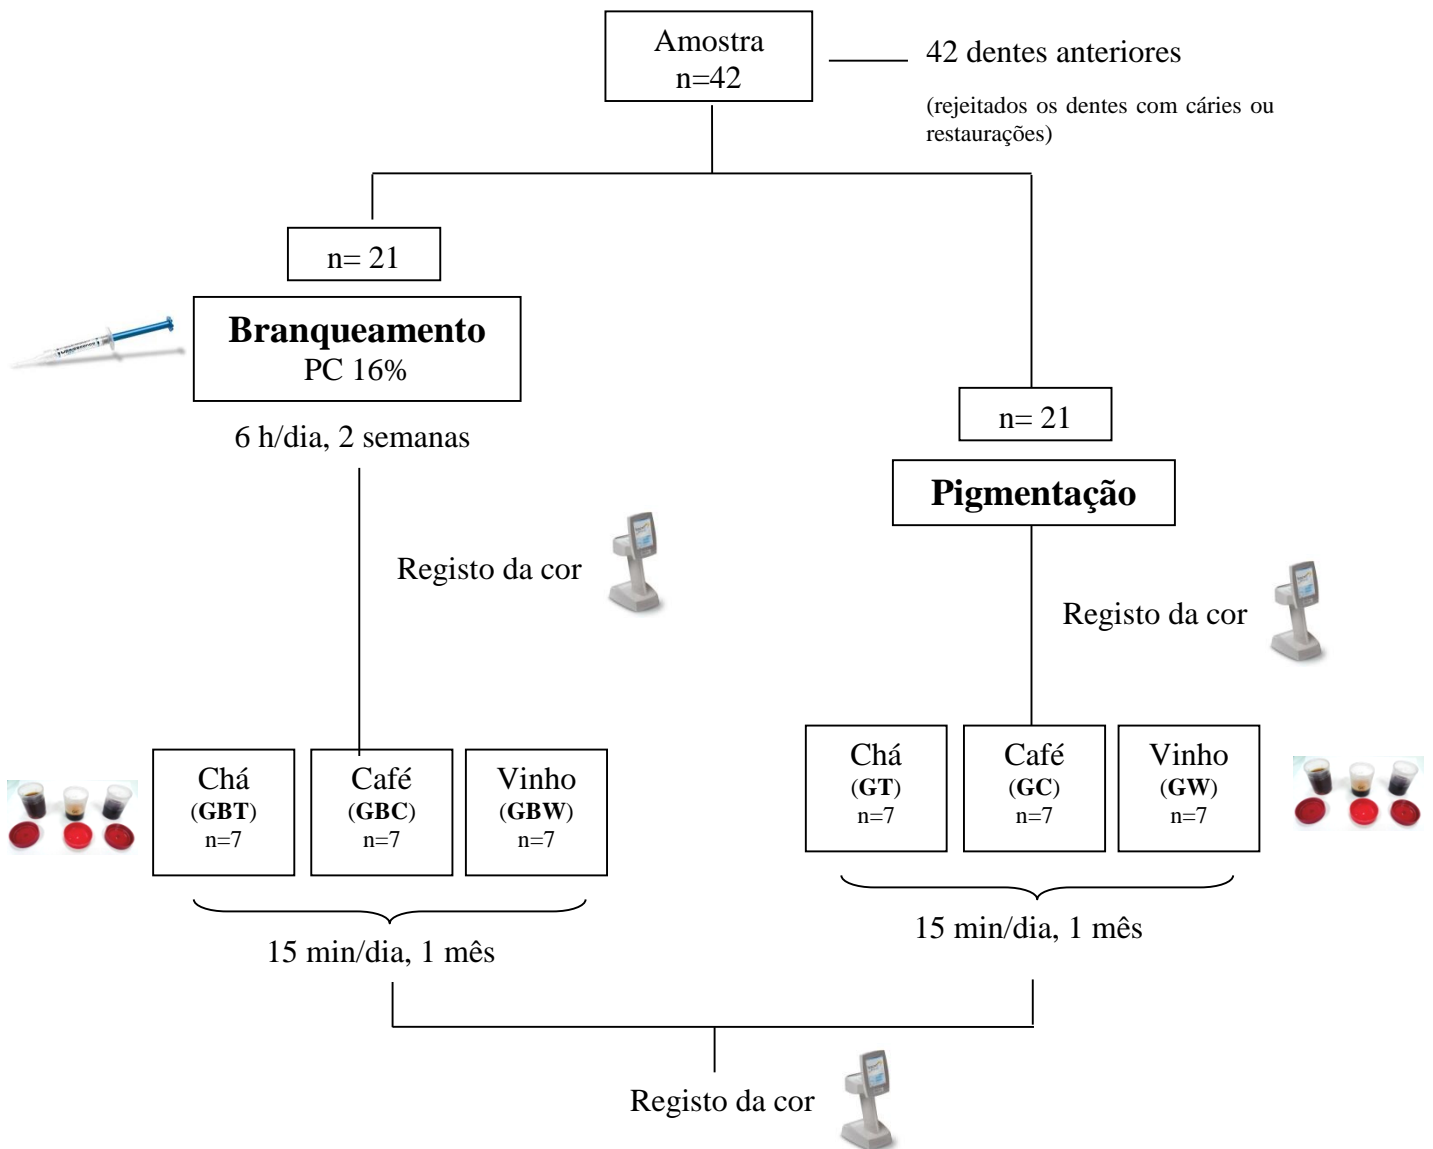 Amostra
n=42
42 dentes anteriores
(rejeitados os dentes com cáries ou
restaurações)
n= 21
Branqueamento
PC 16%
6 h/dia, 2 semanas
n= 21
Pigmentação
Registo da cor
Registo da cor
Chá
(GBT)
n=7
Café
(GBC)
n=7
Vinho
(GBW)
n=7
Chá
(GT)
n=7
Café
(GC)
n=7
Vinho
(GW)
n=7
15 min/dia, 1 mês
15 min/dia, 1 mês
Registo da cor